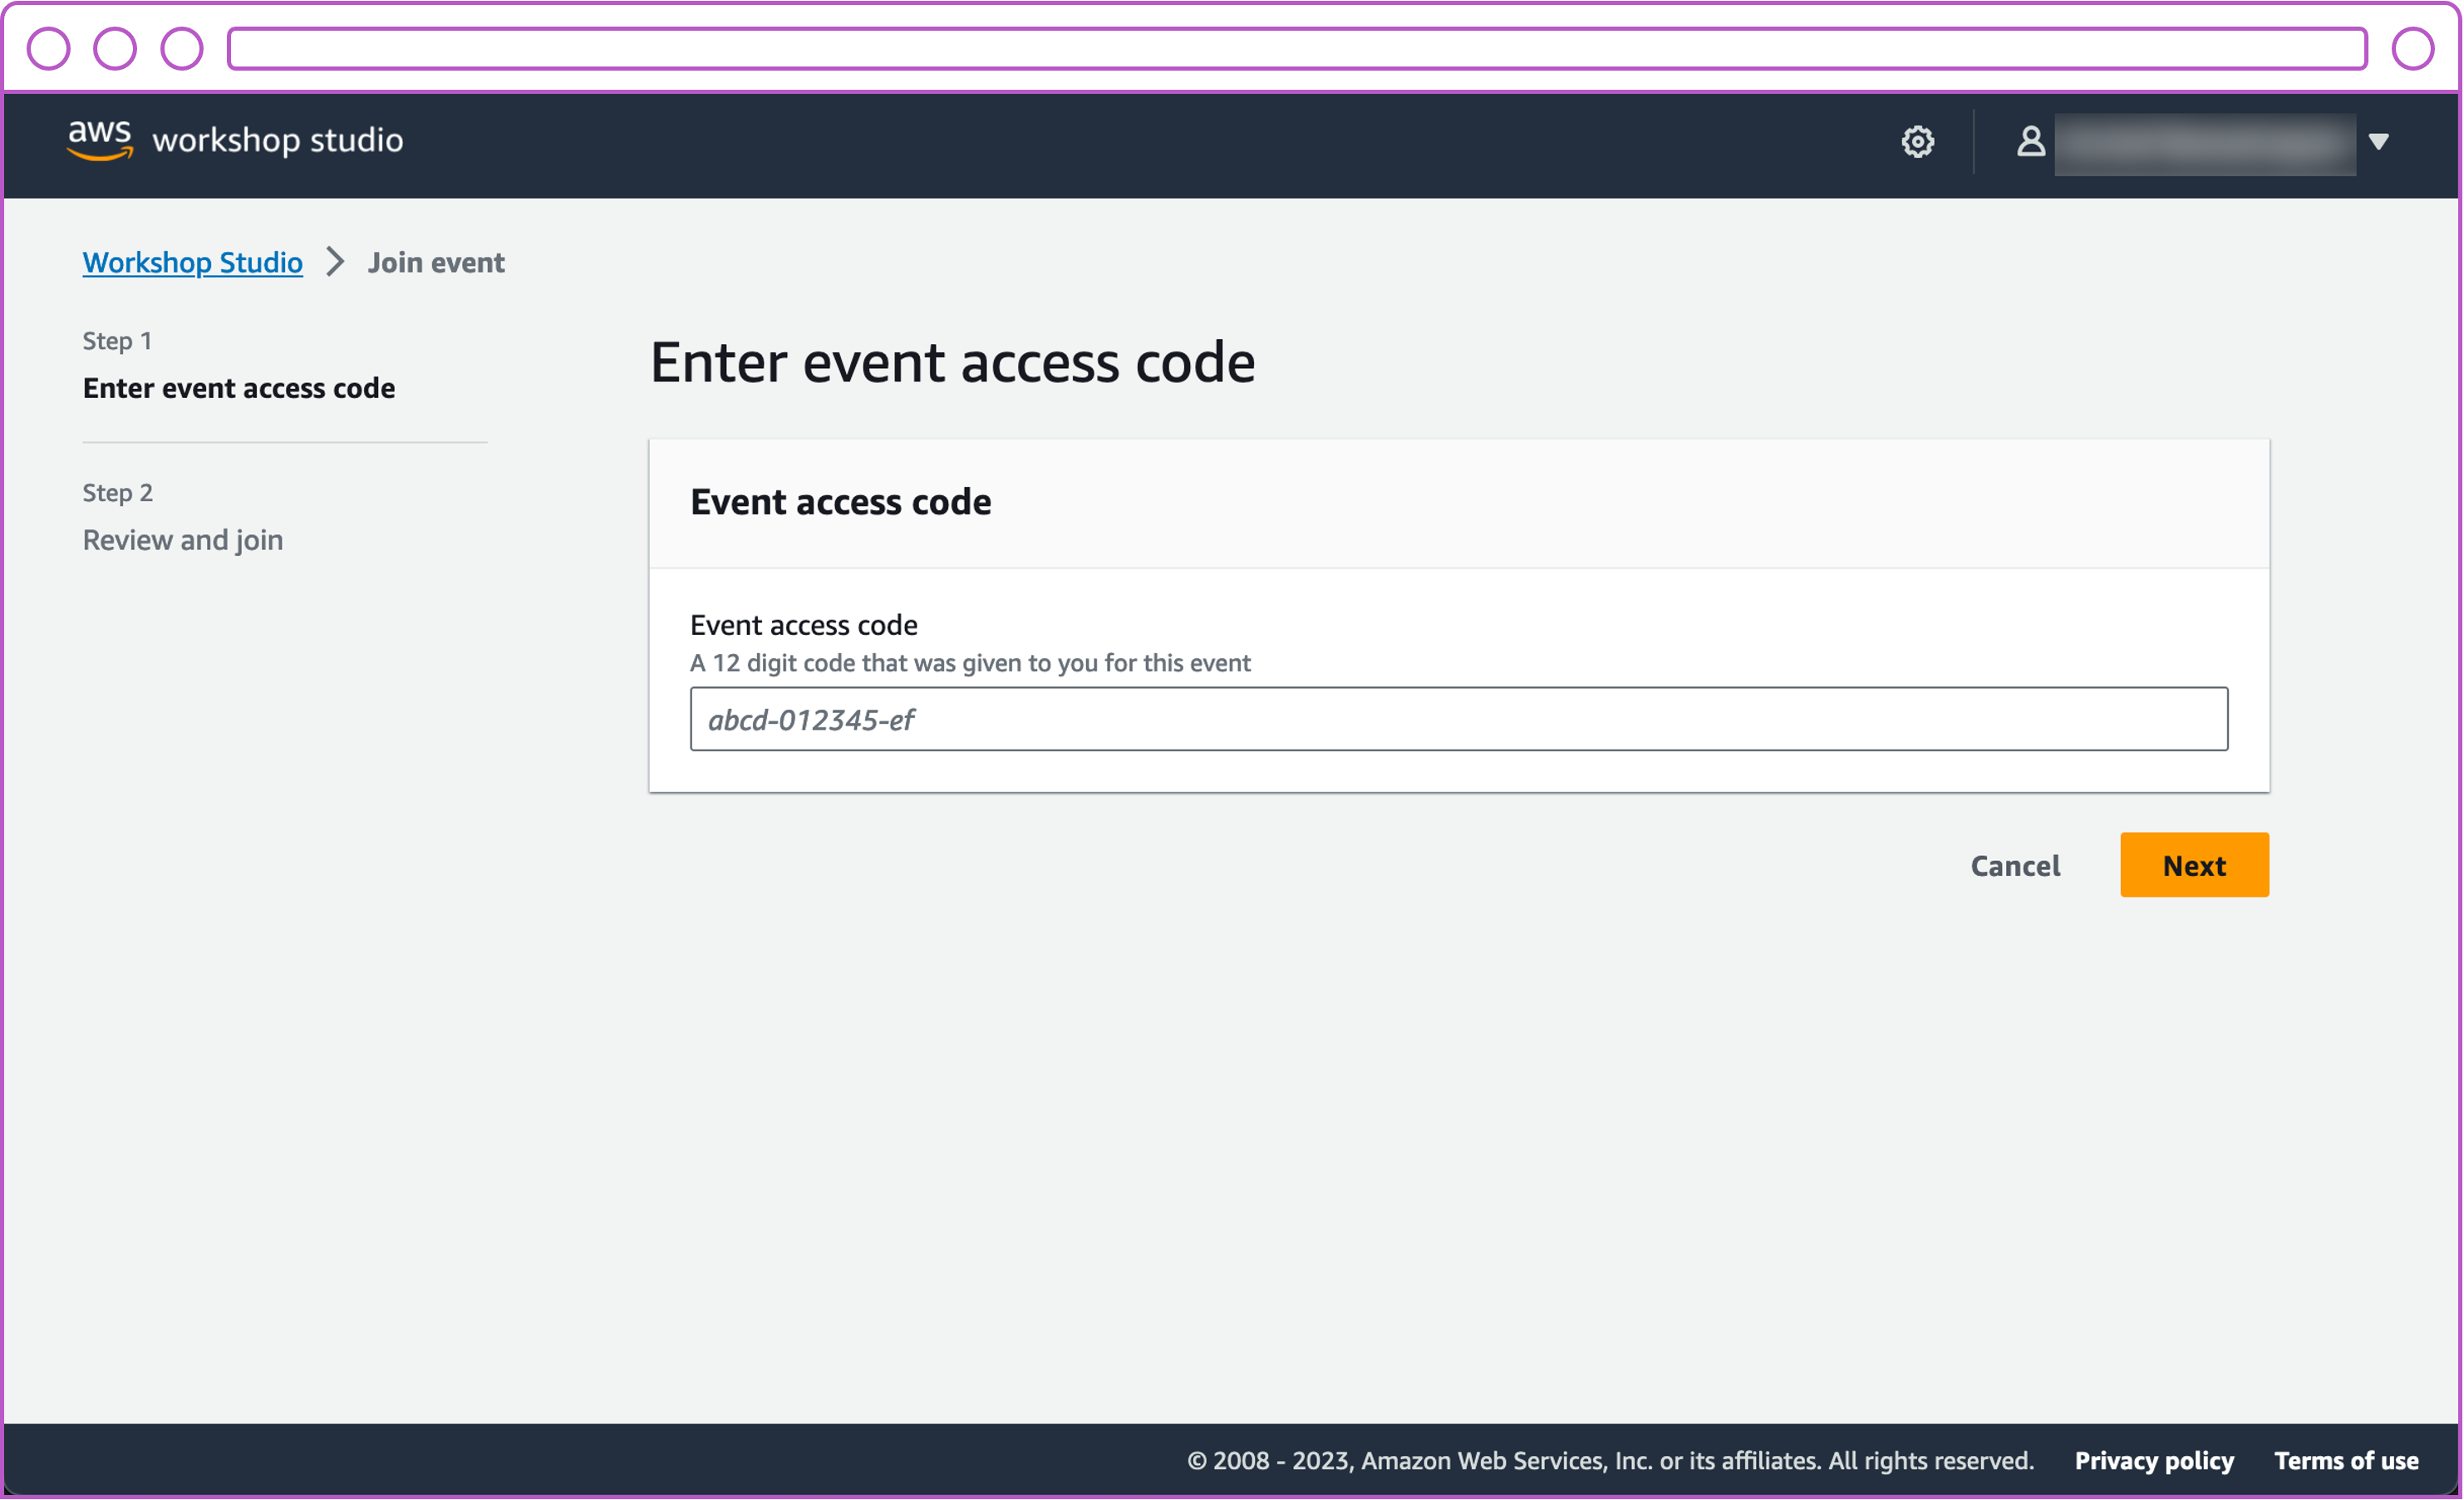 aws workshop studio
Workshop Studio > Join event
Step 1
Enter event access code
Step 2
Review and join
Enter event access code
Event access code
Event access code
A 12 digit code that was given to you for this event
abcd-012345-ef
Cancel Next
© 2008 - 2023, Amazon Web Services, Inc. or its affiliates. All rights reserved. Privacy policy Terms of use